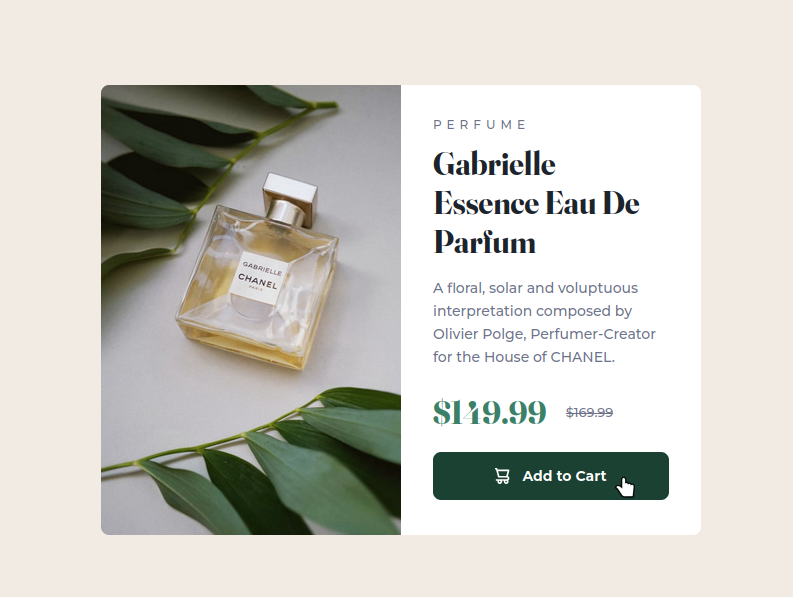 GABRIELLE
CHANEL
PARIS
PERFUME
Gabrielle
Essence Eau De
Parfum
A floral, solar and voluptuous
interpretation composed by
Olivier Polge, Perfumer-Creator
for the House of CHANEL.
$149.99 $169.99
Add to Cart